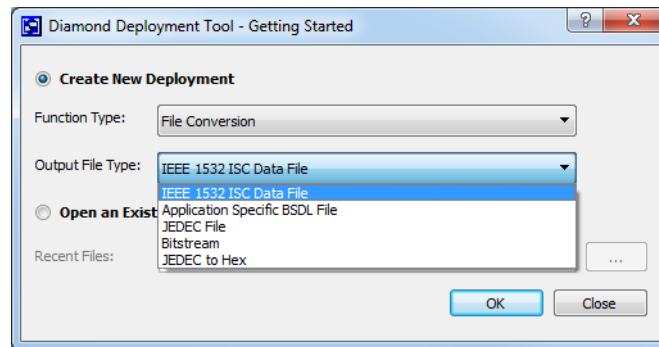 Diamond Deployment Tool - Getting Started
Create New Deployment
Function Type: File Conversion
Output File Type: IEEE 1532 ISC Data File
IEEE 1532 ISC Data File
Open an Exist
Application Specific BSDL File
JEDEC File
Bitstream
Recent Files:
JEDEC to Hex
...
OK Close